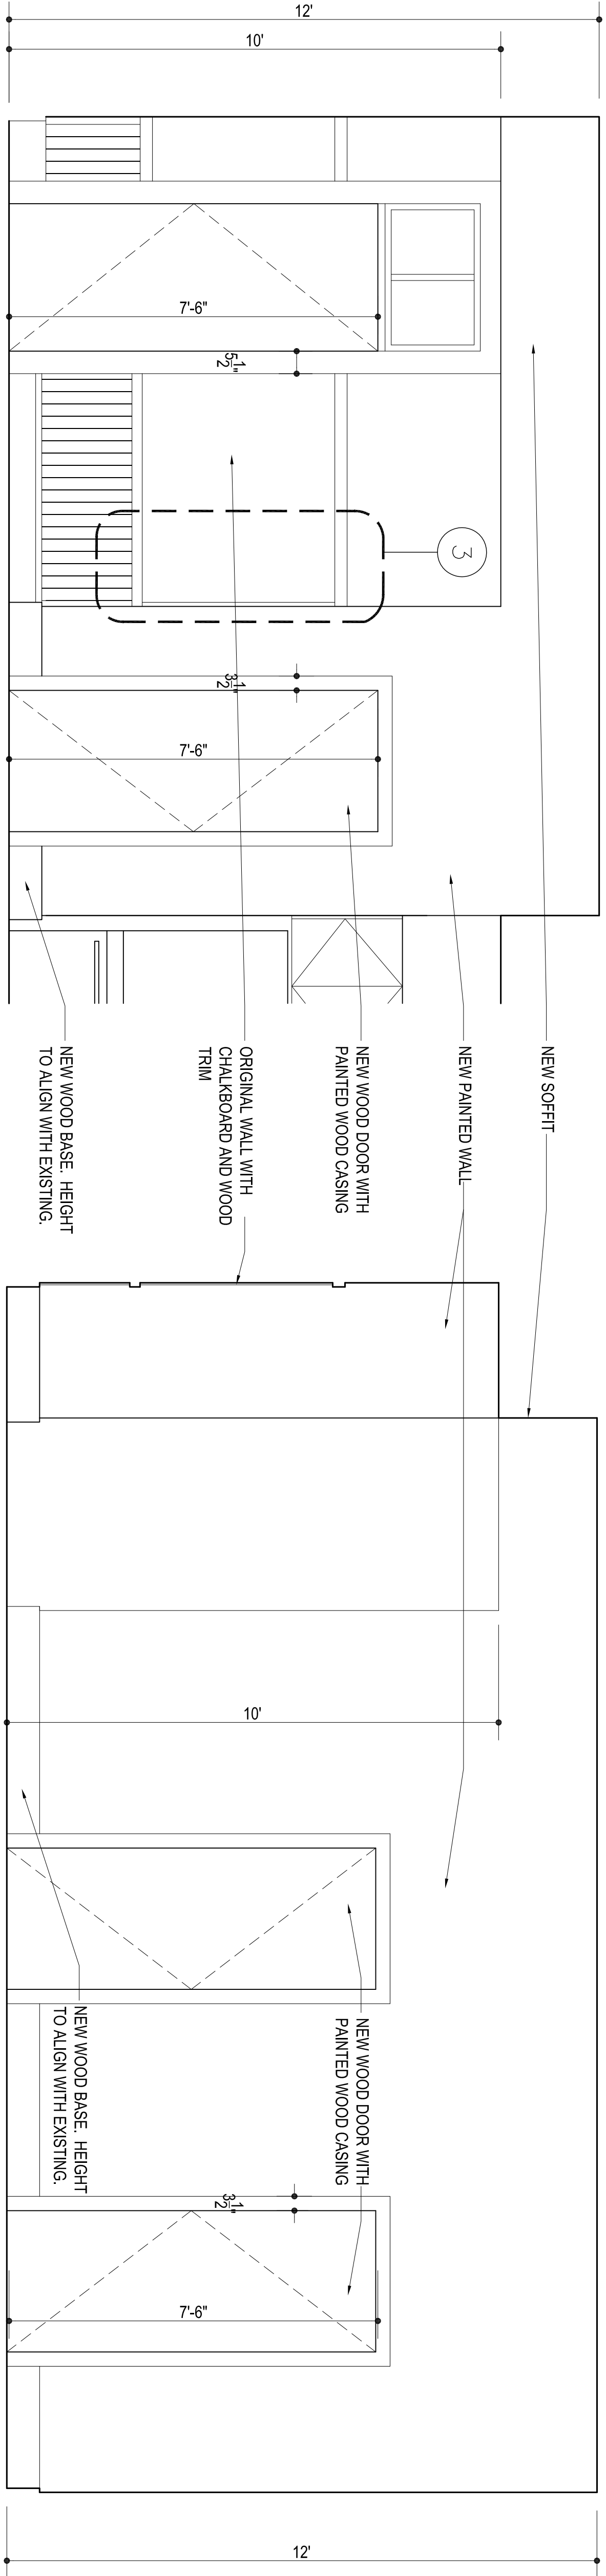 12'
10'
7'-6"
5 1/2"
3
3 1/2"
7'-6"
NEW SOFFIT
NEW PAINTED WALL
NEW WOOD DOOR WITH
PAINTED WOOD CASING
ORIGINAL WALL WITH
CHALKBOARD AND WOOD
TRIM
NEW WOOD BASE. HEIGHT
TO ALIGN WITH EXISTING.
10'
NEW WOOD DOOR WITH
PAINTED WOOD CASING
NEW WOOD BASE. HEIGHT
TO ALIGN WITH EXISTING.
3 1/2"
7'-6"
12'